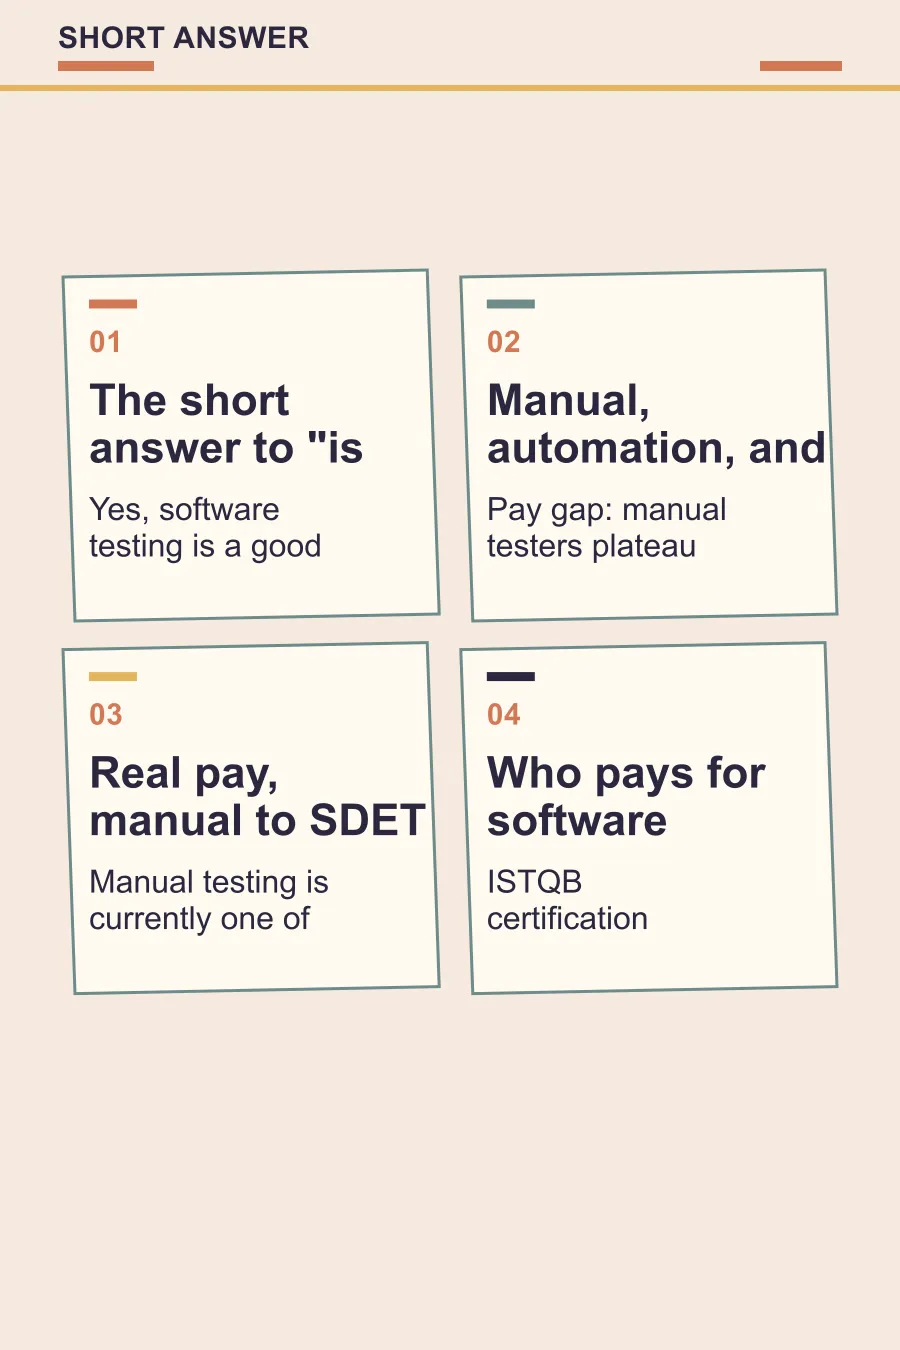 SHORT ANSWER
01
The short
answer to "is
Yes, software
testing is a good
02
Manual,
automation, and
Pay gap: manual
testers plateau
03
Real pay,
manual to SDET
Manual testing is
currently one of
04
Who pays for
software
ISTQB
certification